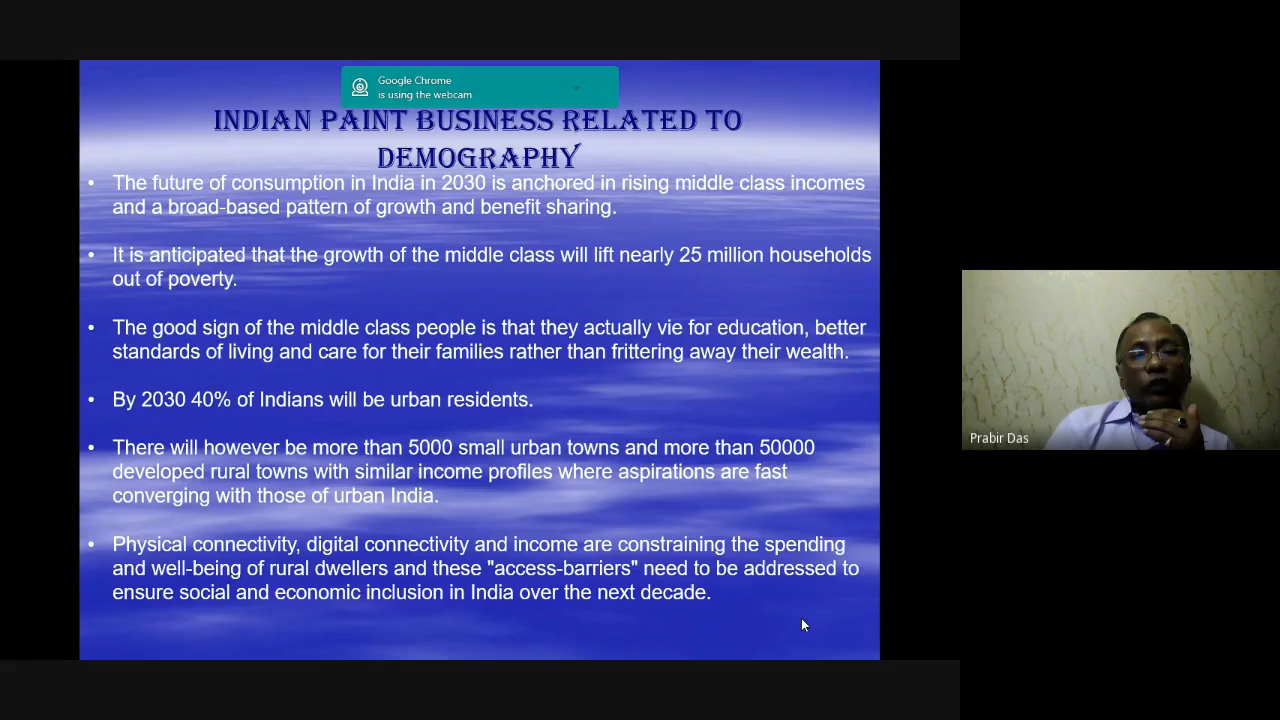 Google Chrome
is using the webcam
INDIAN PAINT BUSINESS RELATED TO
DEMOGRAPHY
• The future of consumption in India in 2030 is anchored in rising middle class incomes
and a broad-based pattern of growth and benefit sharing.
• It is anticipated that the growth of the middle class will lift nearly 25 million households
out of poverty.
• The good sign of the middle class people is that they actually vie for education, better
standards of living and care for their families rather than frittering away their wealth.
• By 2030 40% of Indians will be urban residents.
• There will however be more than 5000 small urban towns and more than 50000
developed rural towns with similar income profiles where aspirations are fast
converging with those of urban India.
• Physical connectivity, digital connectivity and income are constraining the spending
and well-being of rural dwellers and these "access-barriers" need to be addressed to
ensure social and economic inclusion in India over the next decade.
Prabir Das